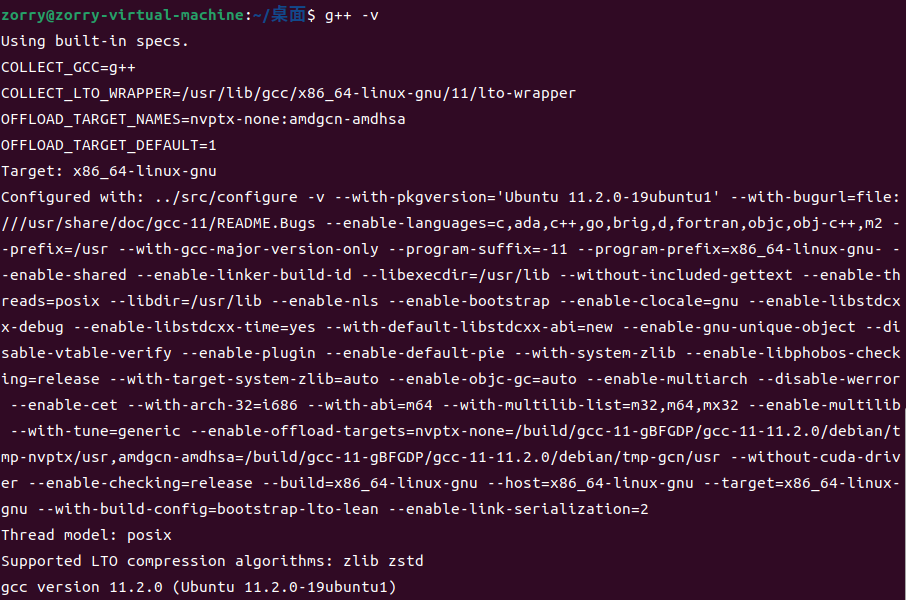 zorry@zorry-virtual-machine:~/桌面$ g++ -v
Using built-in specs.
COLLECT_GCC=g++
COLLECT_LTO_WRAPPER=/usr/lib/gcc/x86_64-linux-gnu/11/lto-wrapper
OFFLOAD_TARGET_NAMES=nvptx-none:amdgcn-amdhsa
OFFLOAD_TARGET_DEFAULT=1
Target: x86_64-linux-gnu
Configured with: ../src/configure -v --with-pkgversion='Ubuntu 11.2.0-19ubuntu1' --with-bugurl=file:
///usr/share/doc/gcc-11/README.Bugs --enable-languages=c,ada,c++,go,brig,d,fortran,objc,obj-c++,m2 -
-prefix=/usr --with-gcc-major-version-only --program-suffix=-11 --program-prefix=x86_64-linux-gnu- -
-enable-shared --enable-linker-build-id --libexecdir=/usr/lib --without-included-gettext --enable-th
reads=posix --libdir=/usr/lib --enable-nls --enable-bootstrap --enable-clocale=gnu --enable-libstdcx
x-debug --enable-libstdcxx-time=yes --with-default-libstdcxx-abi=new --enable-gnu-unique-object --di
sable-vtable-verify --enable-plugin --enable-default-pie --with-system-zlib --enable-libphobos-check
ing=release --with-target-system-zlib=auto --enable-objc-gc=auto --enable-multiarch --disable-werror
 --enable-cet --with-arch-32=i686 --with-abi=m64 --with-multilib-list=m32,m64,mx32 --enable-multilib
 --with-tune=generic --enable-offload-targets=nvptx-none=/build/gcc-11-gBFGDP/gcc-11-11.2.0/debian/t
mp-nvptx/usr,amdgcn-amdhsa=/build/gcc-11-gBFGDP/gcc-11-11.2.0/debian/tmp-gcn/usr --without-cuda-driv
er --enable-checking=release --build=x86_64-linux-gnu --host=x86_64-linux-gnu --target=x86_64-linux-
gnu --with-build-config=bootstrap-lto-lean --enable-link-serialization=2
Thread model: posix
Supported LTO compression algorithms: zlib zstd
gcc version 11.2.0 (Ubuntu 11.2.0-19ubuntu1)